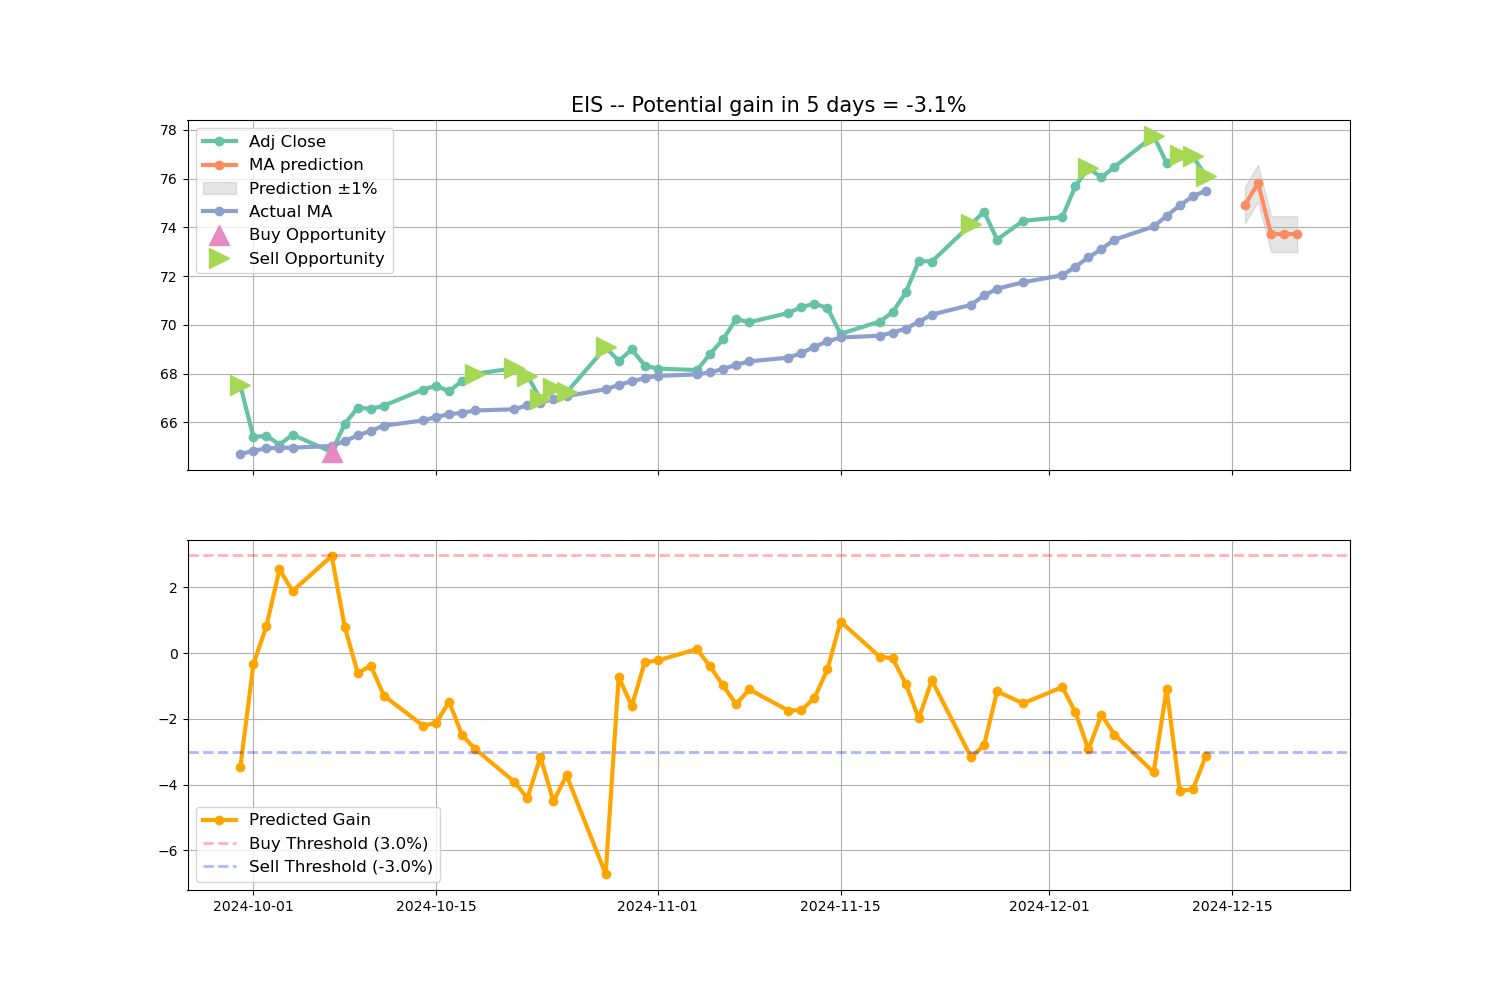 EIS -- Potential gain in 5 days = -3.1%
78
76
74
72
70
68
66
Adj Close
MA prediction
Prediction ±1%
Actual MA
Buy Opportunity
Sell Opportunity
2
0
−2
−4
−6
Predicted Gain
Buy Threshold (3.0%)
Sell Threshold (-3.0%)
2024-10-01
2024-10-15
2024-11-01
2024-11-15
2024-12-01
2024-12-15